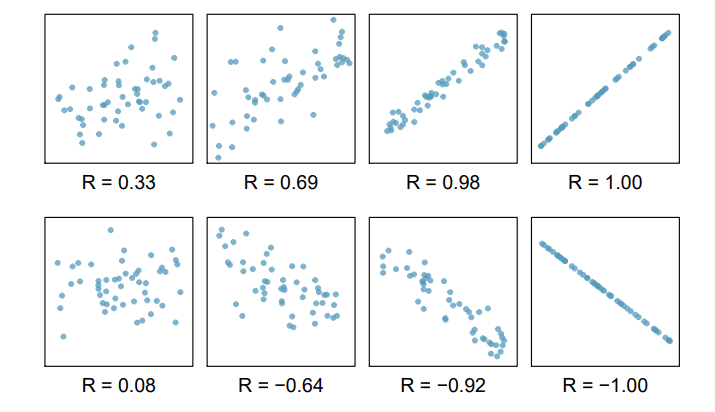 R = 0.33 R = 0.69 R = 0.98 R = 1.00
R = 0.08 R = −0.64 R = −0.92 R = −1.00